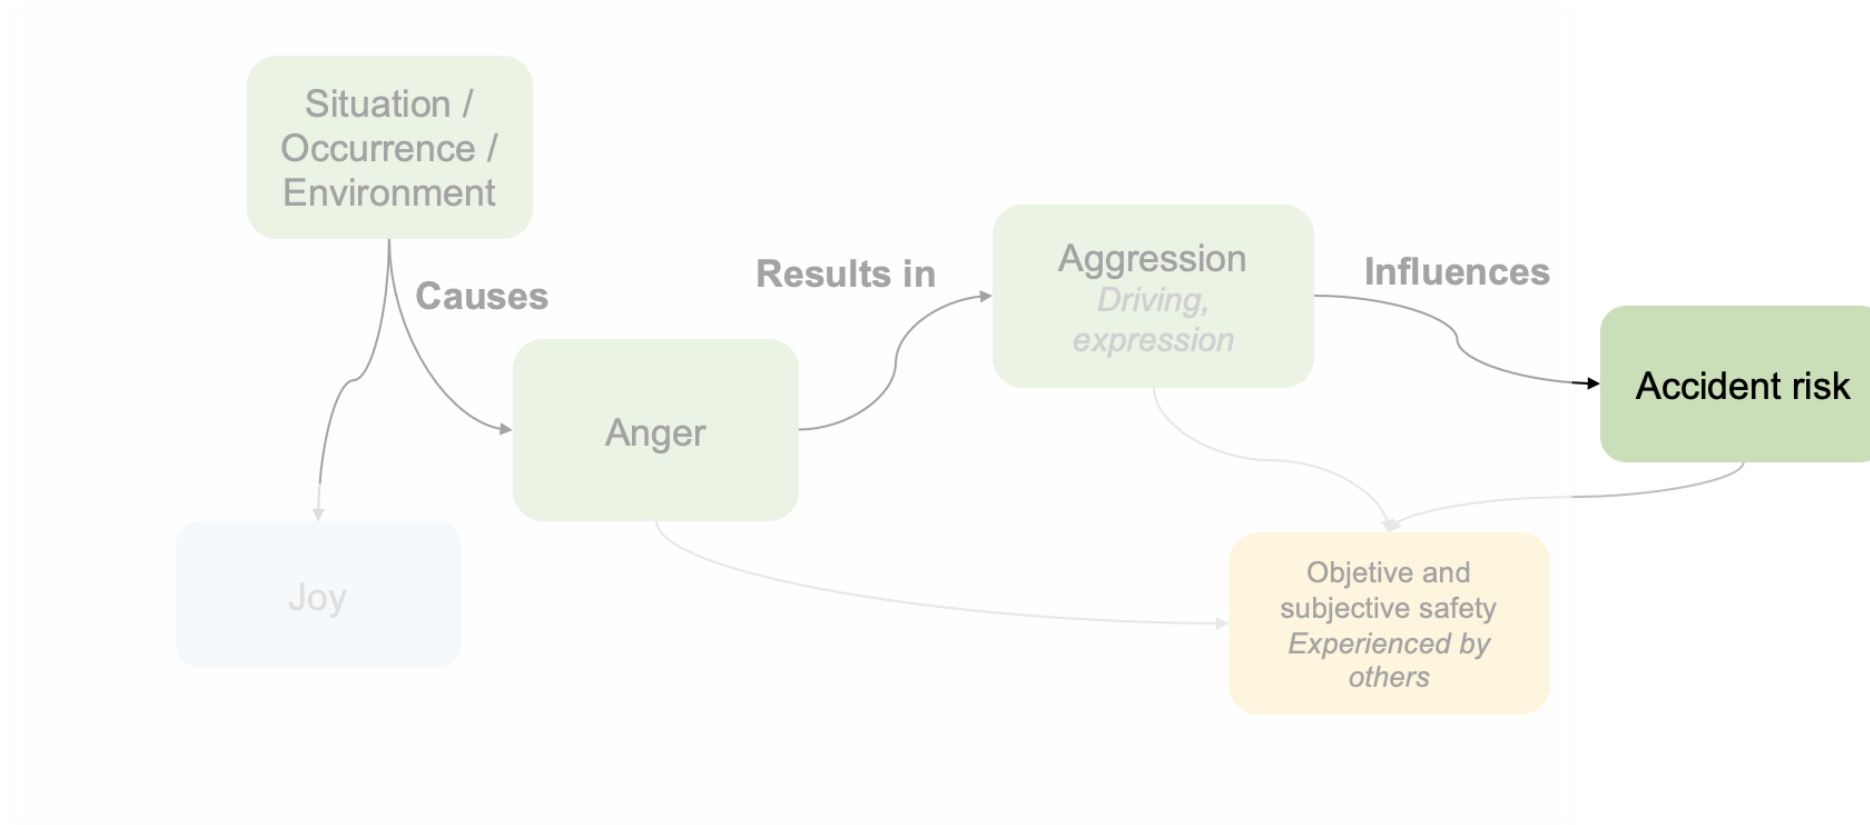 Situation /
Occurrence /
Environment
Causes
Results in
Aggression
Driving,
expression
Influences
Accident risk
Anger
Joy
Objetive and
subjective safety
Experienced by
others